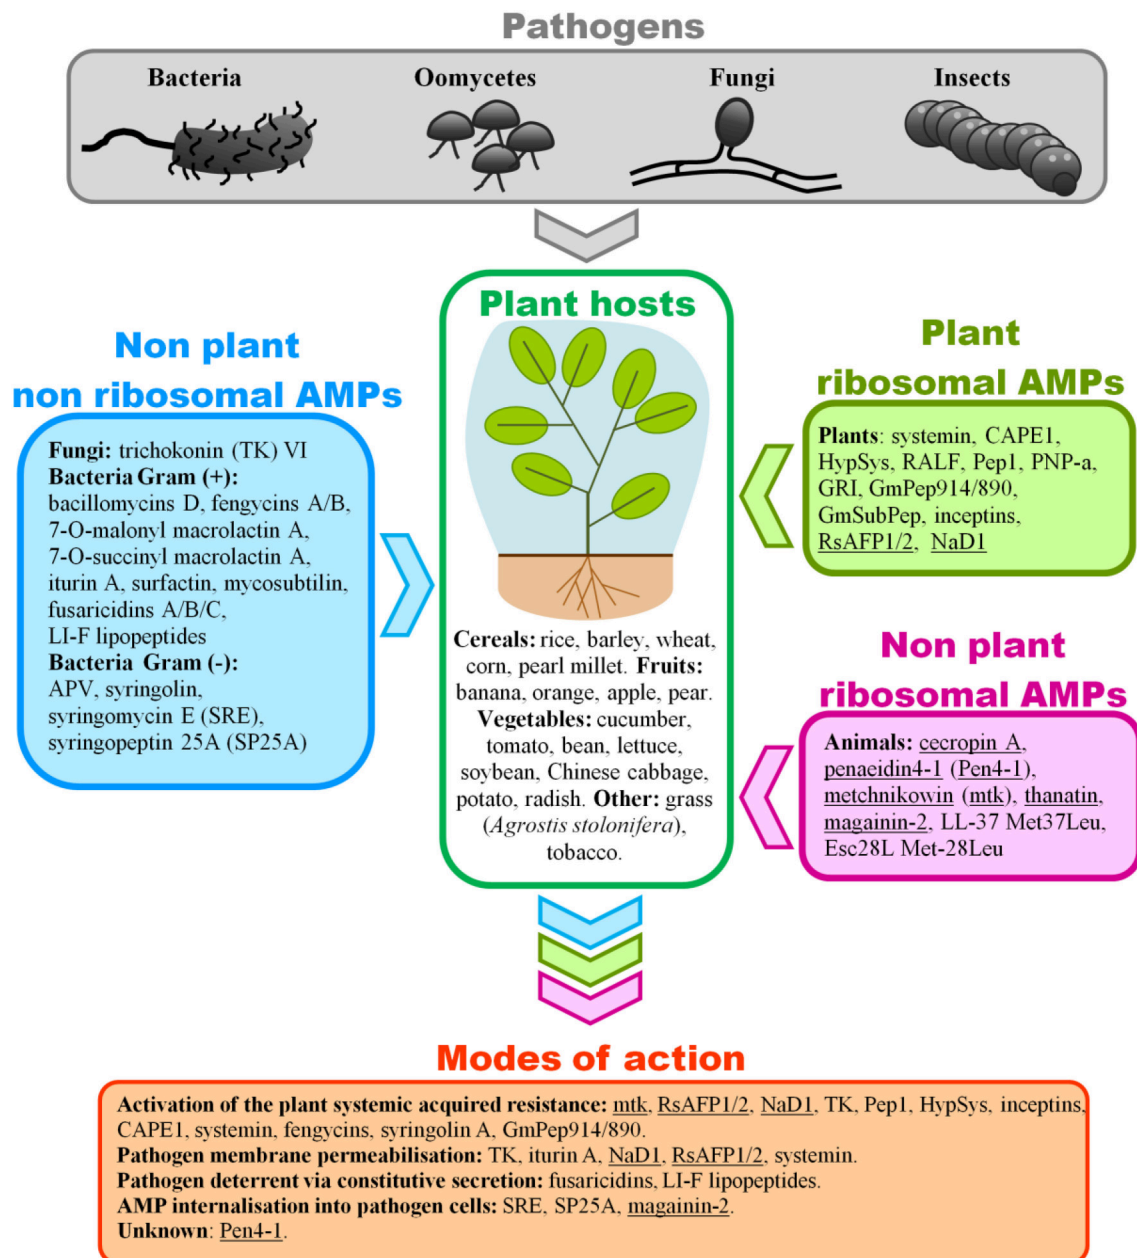 Pathogens
Bacteria
Oomycetes
Fungi
Insects
Plant hosts
Non plant
non ribosomal AMPs
Fungi: trichokonin (TK) VI
Bacteria Gram (+):
bacillomycins D, fengycins A/B,
7-O-malonyl macrolactin A,
7-O-succinyl macrolactin A,
iturin A, surfactin, mycosubtilin,
fusaricidins A/B/C,
LI-F lipopeptides
Bacteria Gram (-):
APV, syringolin,
syringomycin E (SRE),
syringopeptin 25A (SP25A)
Cereals: rice, barley, wheat,
corn, pearl millet. Fruits:
banana, orange, apple, pear.
Vegetables: cucumber,
tomato, bean, lettuce,
soybean, Chinese cabbage,
potato, radish. Other: grass
(Agrostis stolonifera),
tobacco.
Plant
ribosomal AMPs
Plants: systemin, CAPE1,
HypSys, RALF, Pep1, PNP-a,
GRI, GmPep914/890,
GmSubPep, inceptins,
RsAFP1/2, NaD1
Non plant
ribosomal AMPs
Animals: cecropin A,
penaeidin4-1 (Pen4-1),
metchnikowin (mtk), thanatin,
magainin-2, LL-37 Met37Leu,
Esc28L Met-28Leu
Modes of action
Activation of the plant systemic acquired resistance: mtk, RsAFP1/2, NaD1, TK, Pep1, HypSys, inceptins,
CAPE1, systemin, fengycins, syringolin A, GmPep914/890.
Pathogen membrane permeabilisation: TK, iturin A, NaD1, RsAFP1/2, systemin.
Pathogen deterrent via constitutive secretion: fusaricidins, LI-F lipopeptides.
AMP internalisation into pathogen cells: SRE, SP25A, magainin-2.
Unknown: Pen4-1.